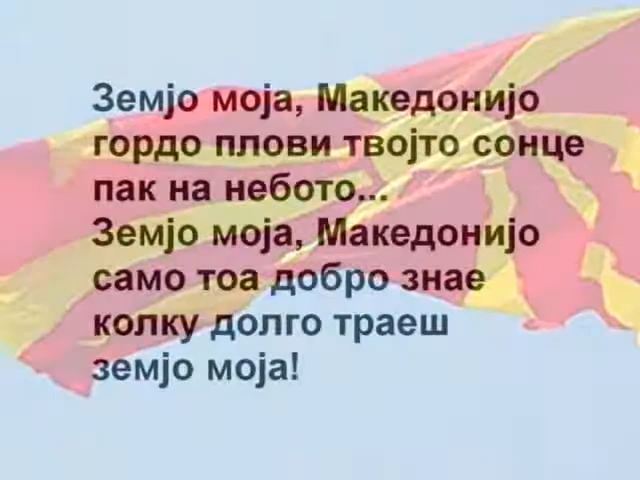 Земјо моја, Македонијо
гордо плови твојто сонце
пак на небото...
Земјо моја, Македонијо
само тоа добро знае
колку долго траеш
земјо моја!